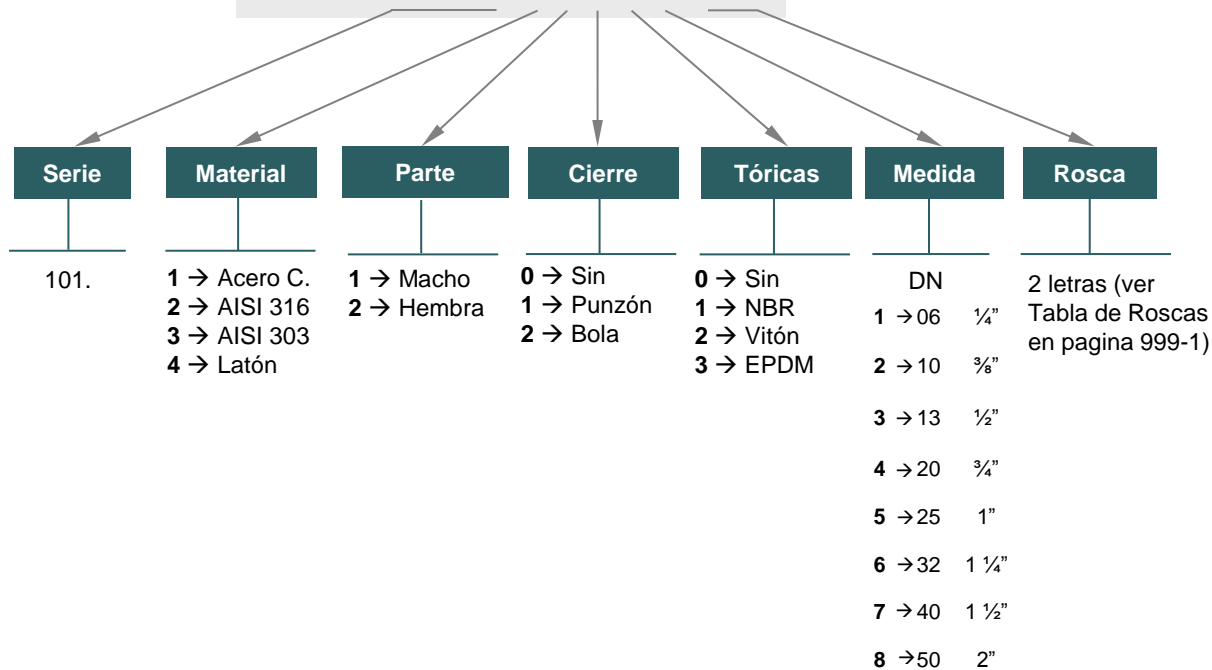 Serie
Material
Parte
Cierre
Tóricas
Medida
Rosca
101.
1 → Acero C.
2 → AISI 316
3 → AISI 303
4 → Latón
1 → Macho
2 → Hembra
0 → Sin
1 → Punzón
2 → Bola
0 → Sin
1 → NBR
2 → Vitón
3 → EPDM
DN
1 → 06 ¼”
2 → 10 ⅜”
3 → 13 ½”
4 → 20 ¾”
5 → 25 1”
6 → 32 1 ¼”
7 → 40 1 ½”
8 → 50 2”
2 letras (ver
Tabla de Roscas
en pagina 999-1)